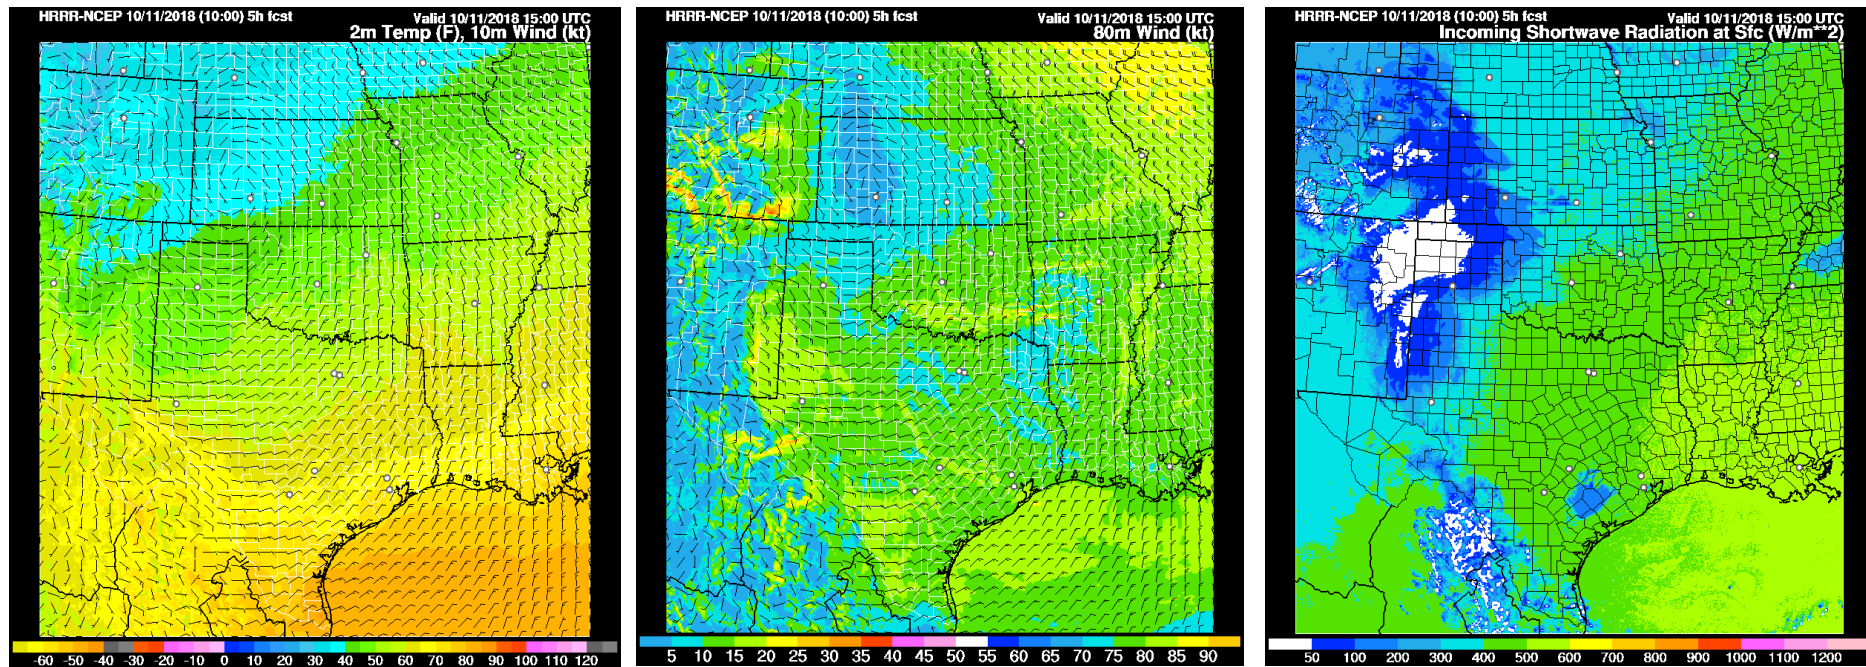 HRRR-NCEP 10/11/2018 (10:00) 5h fcst Valid 10/11/2018 15:00 UTC
2m Temp (F), 10m Wind (kt)
-60 -50 -40 -30 -20 -10 0 10 20 30 40 50 60 70 80 90 100 110 120
HRRR-NCEP 10/11/2018 (10:00) 5h fcst Valid 10/11/2018 15:00 UTC
80m Wind (kt)
5 10 15 20 25 30 35 40 45 50 55 60 65 70 75 80 85 90
HRRR-NCEP 10/11/2018 (10:00) 5h fcst Valid 10/11/2018 15:00 UTC
Incoming Shortwave Radiation at Sfc (W/m**2)
50 100 200 300 400 500 600 700 800 900 1000 1100 1200